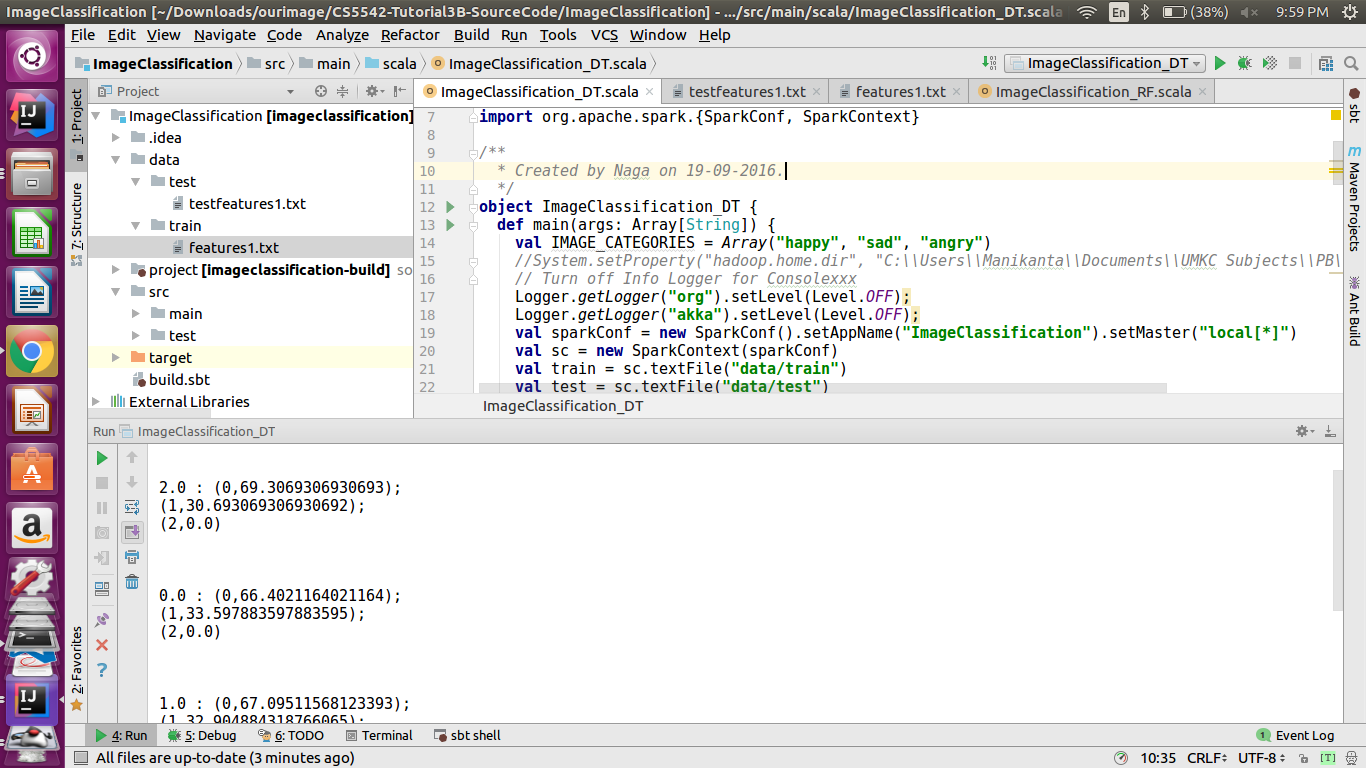 ImageClassification [~/Downloads/ourimage/CS5542-Tutorial3B-SourceCode/ImageClassification] - .../src/main/scala/ImageClassification_DT.scala
En
(38%)
9:59 PM
File Edit View Navigate Code Analyze Refactor Build Run Tools VCS Window Help
ImageClassification src main scala ImageClassification_DT.scala
ImageClassification_DT
Project
ImageClassification_DT.scala testfeatures1.txt features1.txt ImageClassification_RF.scala
1: Project
7: Structure
2: Favorites
ImageClassification [imageclassification]
.idea
data
test
testfeatures1.txt
train
features1.txt
project [imageclassification-build] so
src
main
test
target
build.sbt
External Libraries
7 import org.apache.spark.{SparkConf, SparkContext}
8
9 /**
10 * Created by Naga on 19-09-2016.
11 */
12 object ImageClassification_DT {
13 def main(args: Array[String]) {
14 val IMAGE_CATEGORIES = Array("happy", "sad", "angry")
15 //System.setProperty("hadoop.home.dir", "C:\\Users\\Manikanta\\Documents\\UMKC Subjects\\PB\
16 // Turn off Info Logger for Consolexxx
17 Logger.getLogger("org").setLevel(Level.OFF);
18 Logger.getLogger("akka").setLevel(Level.OFF);
19 val sparkConf = new SparkConf().setAppName("ImageClassification").setMaster("local[*]")
20 val sc = new SparkContext(sparkConf)
21 val train = sc.textFile("data/train")
22 val test = sc.textFile("data/test")
ImageClassification_DT
sbt
Maven Projects
Ant Build
Run ImageClassification_DT
2.0 : (0,69.3069306930693);
(1,30.693069306930692);
(2,0.0)
0.0 : (0,66.4021164021164);
(1,33.597883597883595);
(2,0.0)
1.0 : (0,67.09511568123393);
(1,32.904884318766065);
4: Run 5: Debug 6: TODO Terminal sbt shell
1 Event Log
All files are up-to-date (3 minutes ago)
10:35 CRLF UTF-8 [T]